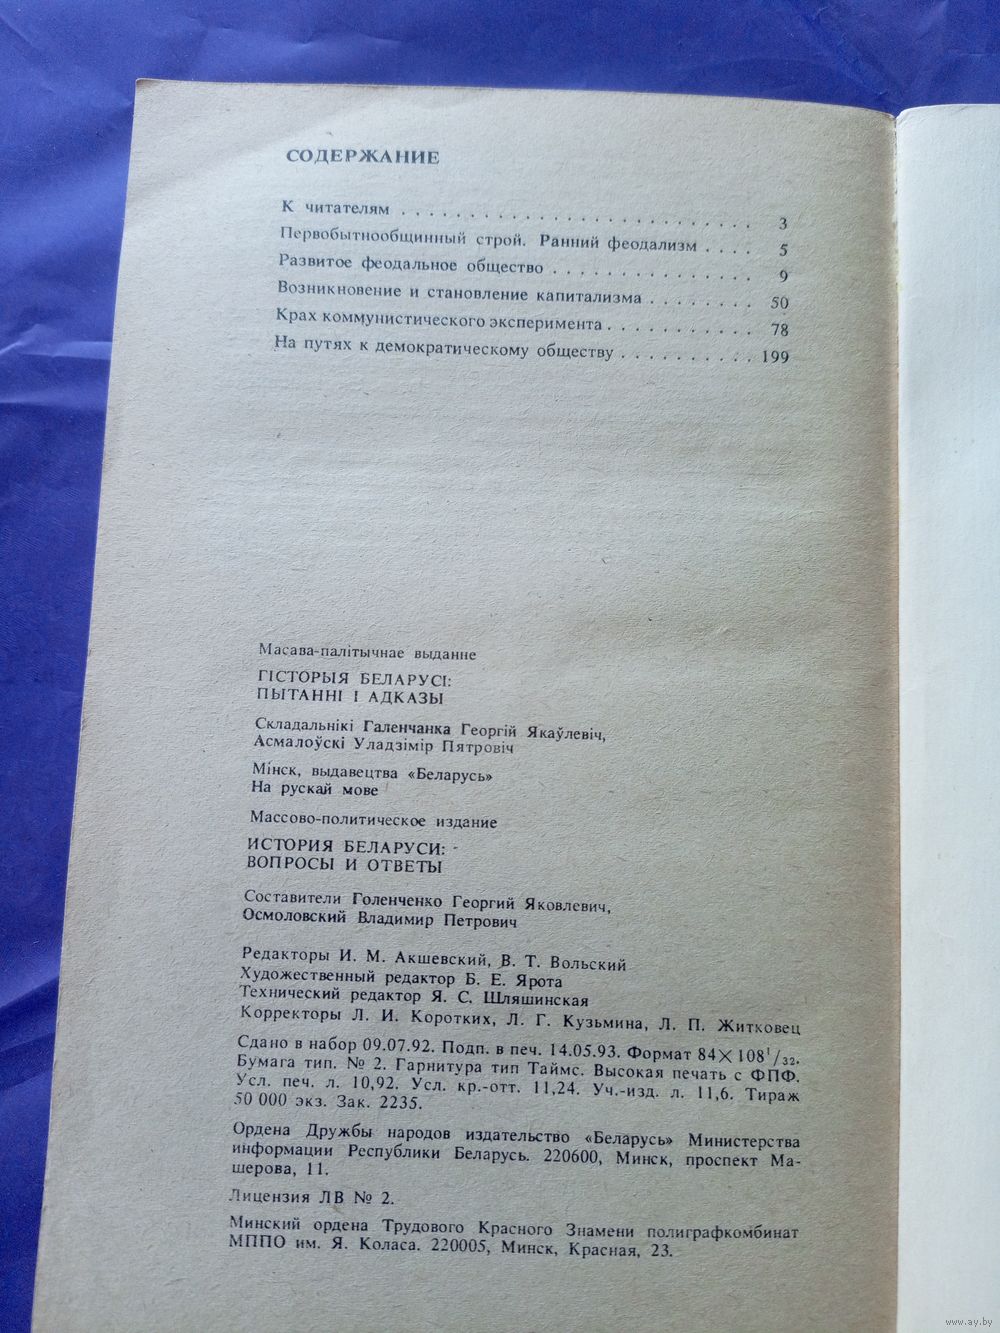 СОДЕРЖАНИЕ
К читателям . . . . . . . . . . . . . . . . . . . . . . . . . . 3
Первобытнообщинный строй. Ранний феодализм . . . . 5
Развитое феодальное общество . . . . . . . . . . . . . . . 9
Возникновение и становление капитализма . . . . . . . . 50
Крах коммунистического эксперимента . . . . . . . . . . . 78
На путях к демократическому обществу . . . . . . . . . . 199
Масава-палітычнае выданне
ГІСТОРЫЯ БЕЛАРУСІ:
ПЫТАННІ І АДКАЗЫ
Складальнікі Галенчанка Георгій Якаўлевіч,
Асмалоўскі Уладзімір Пятровіч
Мінск, выдавецтва «Беларусь»
На рускай мове
Массово-политическое издание
ИСТОРИЯ БЕЛАРУСИ:
ВОПРОСЫ И ОТВЕТЫ
Составители Голенченко Георгий Яковлевич,
Осмоловский Владимир Петрович
Редакторы И. М. Акшевский, В. Т. Вольский
Художественный редактор Б. Е. Ярота
Технический редактор Я. С. Шляшинская
Корректоры Л. И. Коротких, Л. Г. Кузьмина, Л. П. Житковец
Сдано в набор 09.07.92. Подп. в печ. 14.05.93. Формат 84×108¹/₃₂.
Бумага тип. № 2. Гарнитура тип Таймс. Высокая печать с ФПФ.
Усл. печ. л. 10,92. Усл. кр.-отт. 11,24. Уч.-изд. л. 11,6. Тираж
50 000 экз. Зак. 2235.
Ордена Дружбы народов издательство «Беларусь» Министерства
информации Республики Беларусь. 220600, Минск, проспект Ма-
шерова, 11.
Лицензия ЛВ № 2.
Минский ордена Трудового Красного Знамени полиграфкомбинат
МППО им. Я. Коласа. 220005, Минск, Красная, 23.
www.ay.by